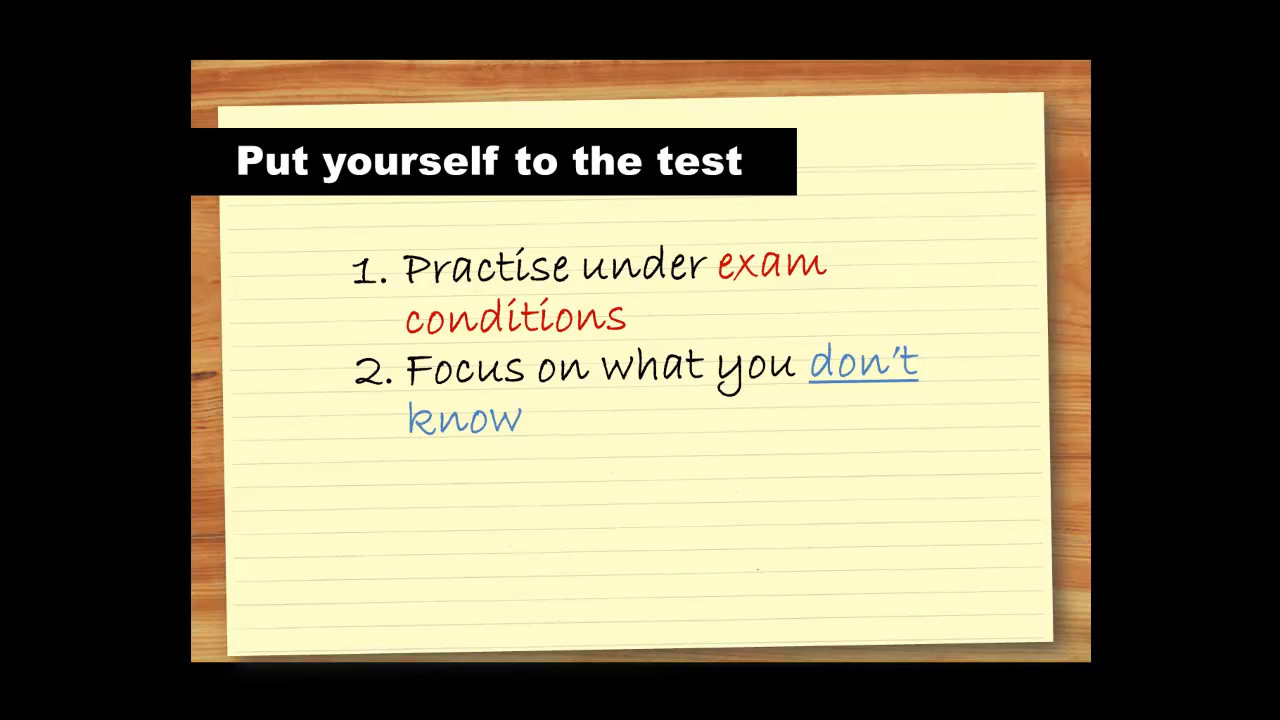 Put yourself to the test
1. Practise under exam
conditions
2. Focus on what you don't
know